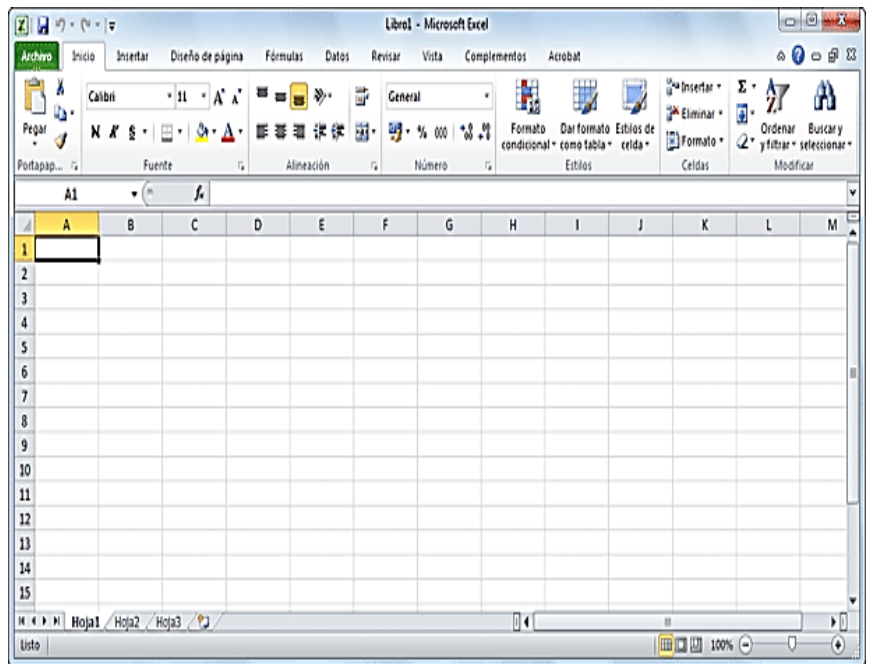 Libro1 - Microsoft Excel
Archivo Inicio Insertar Diseño de página Fórmulas Datos Revisar Vista Complementos Acrobat
Pegar
Calibri 11 A A
N K S A
General
% 000
Formato condicional
Dar formato como tabla
Estilos de celda
Insertar
Eliminar
Formato
Σ
Ordenar y filtrar
Buscar y seleccionar
Portapap... Fuente Alineación Número Estilos Celdas Modificar
A1 fx
A B C D E F G H I J K L M
1
2
3
4
5
6
7
8
9
10
11
12
13
14
15
Hoja1 Hoja2 Hoja3
Listo 100%